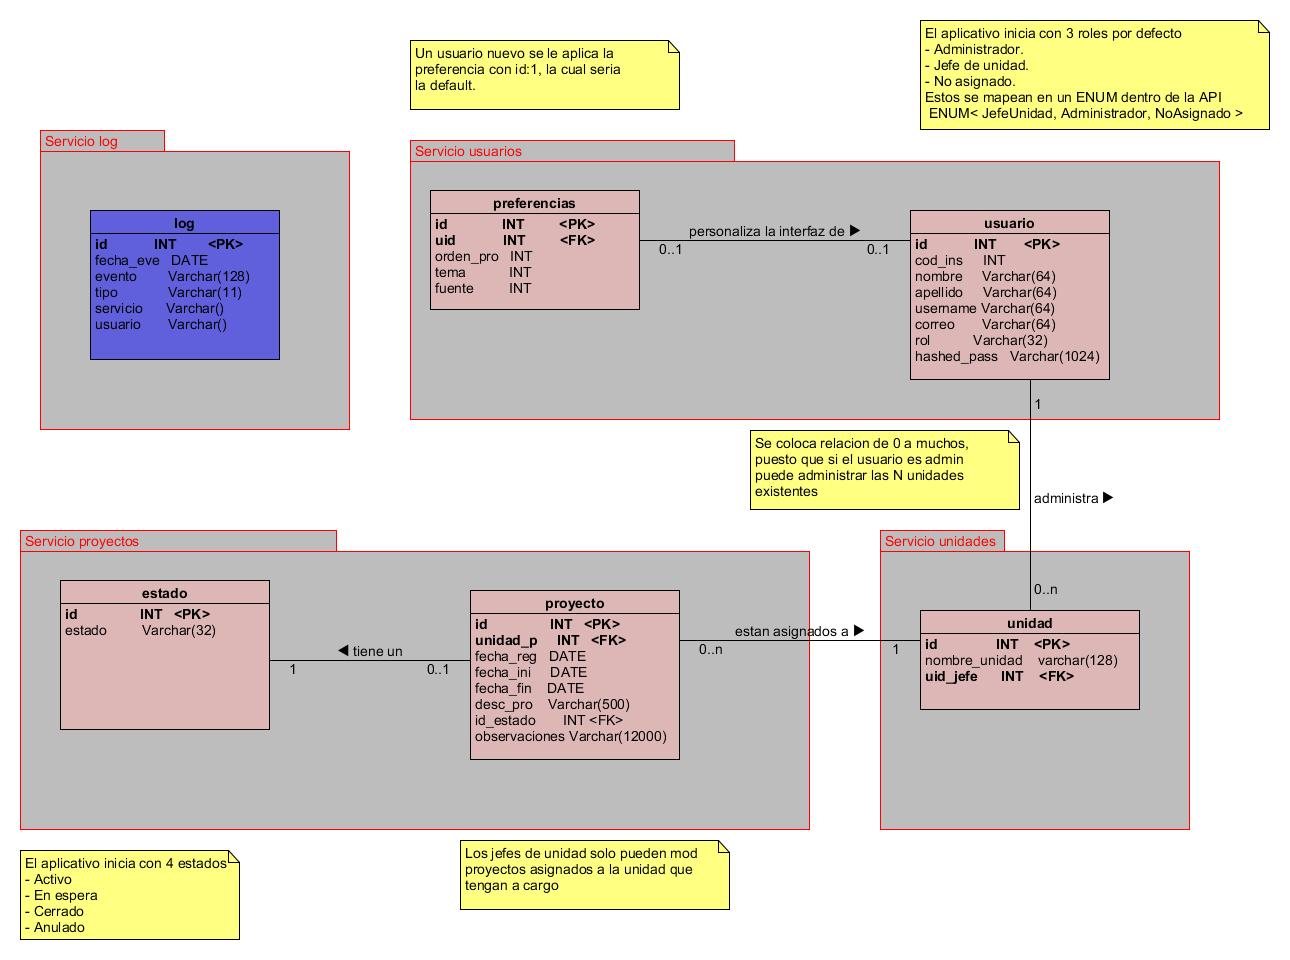 Un usuario nuevo se le aplica la
preferencia con id:1, la cual seria
la default.
El aplicativo inicia con 3 roles por defecto
- Administrador.
- Jefe de unidad.
- No asignado.
Estos se mapean en un ENUM dentro de la API
ENUM< JefeUnidad, Administrador, NoAsignado >
Servicio log
log
id INT <PK>
fecha_eve DATE
evento Varchar(128)
tipo Varchar(11)
servicio Varchar()
usuario Varchar()
Servicio usuarios
preferencias
id INT <PK>
uid INT <FK>
orden_pro INT
tema INT
fuente INT
personaliza la interfaz de ▶
0..1
0..1
usuario
id INT <PK>
cod_ins INT
nombre Varchar(64)
apellido Varchar(64)
username Varchar(64)
correo Varchar(64)
rol Varchar(32)
hashed_pass Varchar(1024)
1
Se coloca relacion de 0 a muchos,
puesto que si el usuario es admin
puede administrar las N unidades
existentes
administra ▶
0..n
Servicio proyectos
estado
id INT <PK>
estado Varchar(32)
◀ tiene un
1
0..1
proyecto
id INT <PK>
unidad_p INT <FK>
fecha_reg DATE
fecha_ini DATE
fecha_fin DATE
desc_pro Varchar(500)
id_estado INT <FK>
observaciones Varchar(12000)
estan asignados a ▶
0..n
1
Servicio unidades
unidad
id INT <PK>
nombre_unidad varchar(128)
uid_jefe INT <FK>
El aplicativo inicia con 4 estados
- Activo
- En espera
- Cerrado
- Anulado
Los jefes de unidad solo pueden mod
proyectos asignados a la unidad que
tengan a cargo